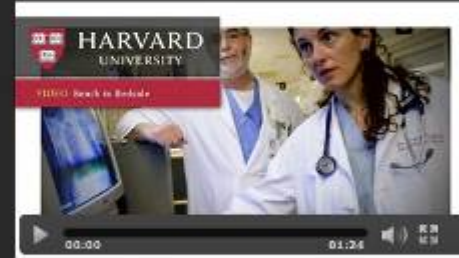 HARVARD
UNIVERSITY
VIDEO Bench to Bedside
00:00
01:24